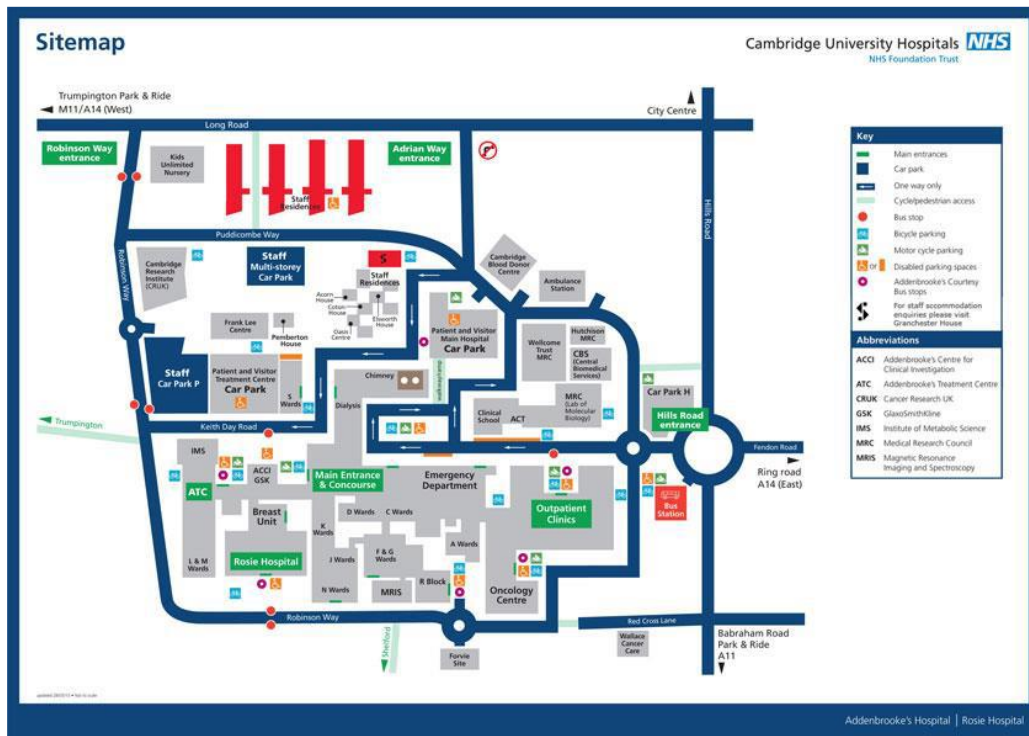 Sitemap
Cambridge University Hospitals NHS
NHS Foundation Trust
Trumpington Park & Ride
M11/A14 (West)
City Centre
Long Road
Robinson Way
entrance
Kids
Unlimited
Nursery
Adrian Way
entrance
Staff
Residences
Hills Road
Puddicombe Way
Robinson Way
Cambridge
Research
Institute
(CRUK)
Staff
Multi-storey
Car Park
S
Staff
Residences
Cambridge
Blood Donor
Centre
Ambulance
Station
Acorn
House
Coton
House
Elsworth
House
Oasis
Centre
Frank Lee
Centre
Pemberton
House
Patient and Visitor
Main Hospital
Car Park
Wellcome
Trust
MRC
Hutchison
MRC
CBS
(Central
Biomedical
Services)
Staff
Car Park P
Patient and Visitor
Treatment Centre
Car Park
S
Wards
Chimney
Dialysis
MRC
(Lab of
Molecular
Biology)
Car Park H
Clinical
School
ACT
Hills Road
entrance
Trumpington
Keith Day Road
Fendon Road
Ring road
A14 (East)
IMS
ACCI
GSK
ATC
Main Entrance
& Concourse
Emergency
Department
Outpatient
Clinics
Bus
Station
Breast
Unit
D Wards
C Wards
K
Wards
A Wards
J Wards
F & G
Wards
Rosie Hospital
L & M
Wards
N Wards
MRIS
R Block
Oncology
Centre
Robinson Way
Shelford
Forvie
Site
Red Cross Lane
Wallace
Cancer
Care
Babraham Road
Park & Ride
A11
Key
Main entrances
Car park
One way only
Cycle/pedestrian access
Bus stop
Bicycle parking
Motor cycle parking
or Disabled parking spaces
Addenbrooke's Courtesy
Bus stops
For staff accommodation
enquiries please visit
Granchester House
Abbreviations
ACCI Addenbrooke's Centre for
Clinical Investigation
ATC Addenbrooke's Treatment Centre
CRUK Cancer Research UK
GSK GlaxoSmithKline
IMS Institute of Metabolic Science
MRC Medical Research Council
MRIS Magnetic Resonance
Imaging and Spectroscopy
Addenbrooke's Hospital | Rosie Hospital